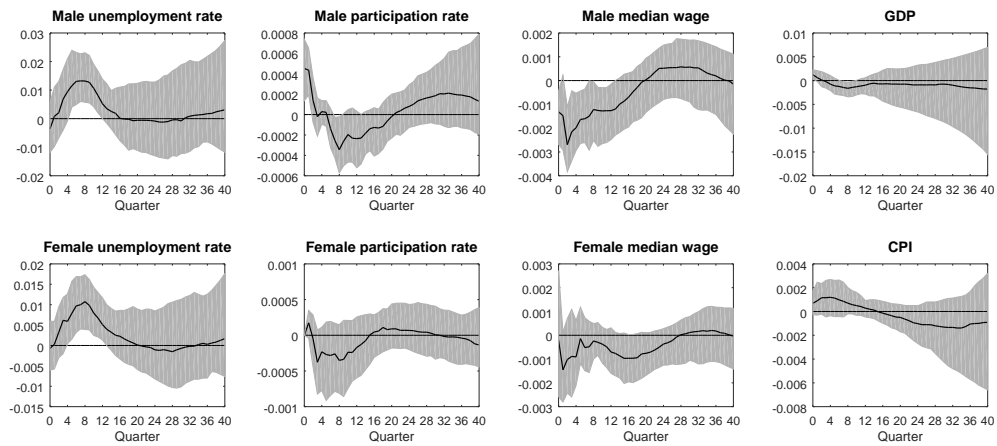 Male unemployment rate
0.03
0.02
0.01
0
-0.01
-0.02
0 4 8 12 16 20 24 28 32 36 40
Quarter
Male participation rate
0.0008
0.0006
0.0004
0.0002
0
-0.0002
-0.0004
-0.0006
0 4 8 12 16 20 24 28 32 36 40
Quarter
Male median wage
0.002
0.001
0
-0.001
-0.002
-0.003
-0.004
0 4 8 12 16 20 24 28 32 36 40
Quarter
GDP
0.01
0.005
0
-0.005
-0.01
-0.015
-0.02
0 4 8 12 16 20 24 28 32 36 40
Quarter
Female unemployment rate
0.02
0.015
0.01
0.005
0
-0.005
-0.01
-0.015
0 4 8 12 16 20 24 28 32 36 40
Quarter
Female participation rate
0.001
0.0005
0
-0.0005
-0.001
0 4 8 12 16 20 24 28 32 36 40
Quarter
Female median wage
0.003
0.002
0.001
0
-0.001
-0.002
-0.003
0 4 8 12 16 20 24 28 32 36 40
Quarter
CPI
0.004
0.002
0
-0.002
-0.004
-0.006
-0.008
0 4 8 12 16 20 24 28 32 36 40
Quarter